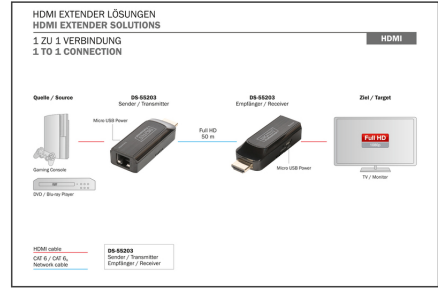 HDMI EXTENDER LÖSUNGEN
HDMI EXTENDER SOLUTIONS
1 ZU 1 VERBINDUNG
1 TO 1 CONNECTION
HDMI
Quelle / Source
DS-55203
Sender / Transmitter
DS-55203
Empfänger / Receiver
Ziel / Target
Micro USB Power
Full HD
50 m
Micro USB Power
Full HD
Gaming Console
DVD / Blu-ray Player
TV / Monitor
HDMI cable
CAT 6 / CAT 6A
Network cable
DS-55203
Sender / Transmitter
Empfänger / Receiver